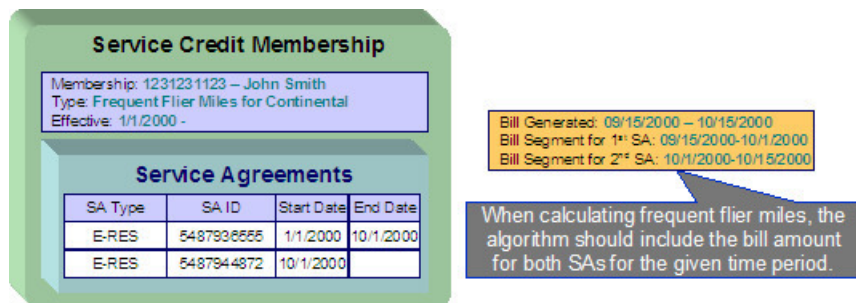 Service Credit Membership
Membership: 1231231123 – John Smith
Type: Frequent Flier Miles for Continental
Effective: 1/1/2000 -
Service Agreements
SA Type SA ID Start Date End Date
E-RES 5487936555 1/1/2000 10/1/2000
E-RES 5487944872 10/1/2000
Bill Generated: 09/15/2000 – 10/15/2000
Bill Segment for 1st SA: 09/15/2000-10/1/2000
Bill Segment for 2nd SA: 10/1/2000-10/15/2000
When calculating frequent flier miles, the
algorithm should include the bill amount
for both SAs for the given time period.